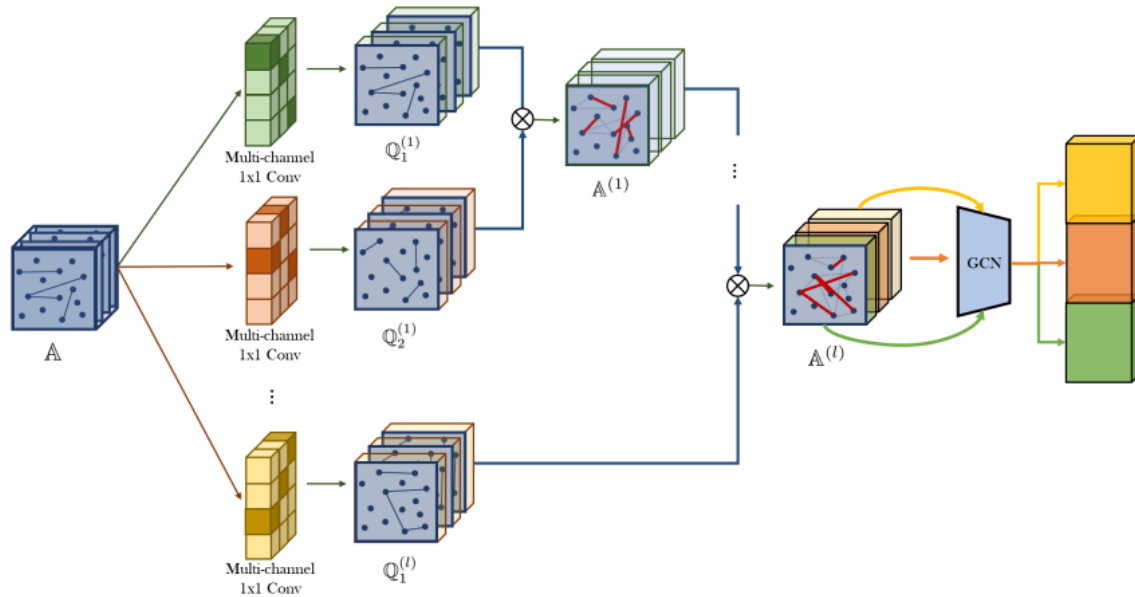 Multi-channel
1x1 Conv
ℚ₁⁽¹⁾
𝔸⁽¹⁾
...
Multi-channel
1x1 Conv
ℚ₂⁽¹⁾
𝔸
...
Multi-channel
1x1 Conv
ℚ₁⁽ˡ⁾
𝔸⁽ˡ⁾
GCN